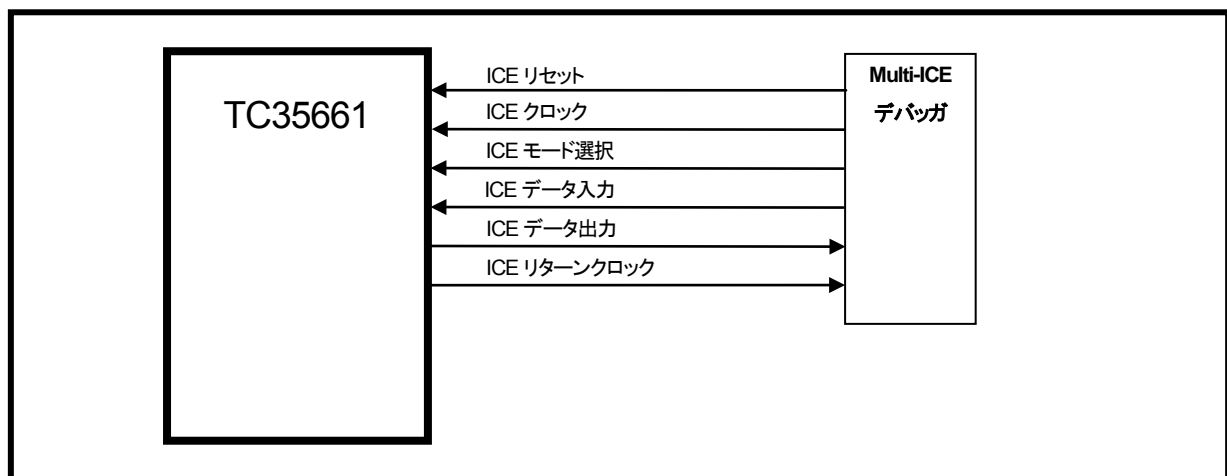 TC35661
ICE リセット
ICE クロック
ICE モード選択
ICE データ入力
ICE データ出力
ICE リターンクロック
Multi-ICE
デバッガ